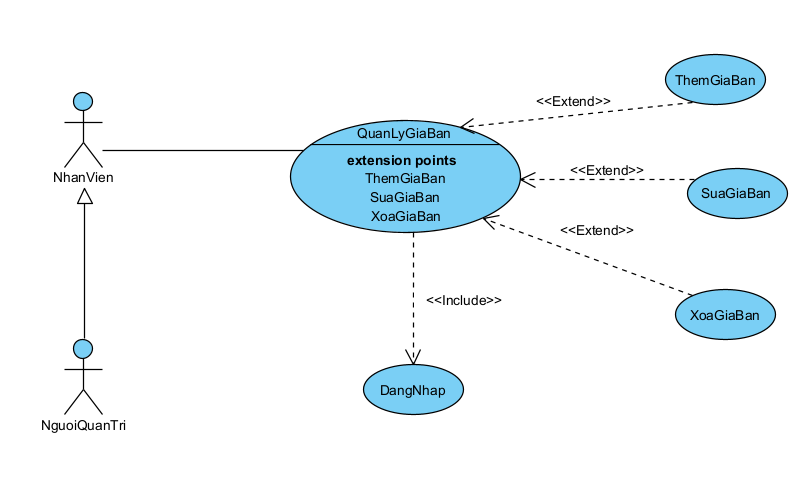 ThemGiaBan
<<Extend>>
QuanLyGiaBan
extension points
ThemGiaBan
SuaGiaBan
XoaGiaBan
<<Extend>>
SuaGiaBan
NhanVien
<<Extend>>
XoaGiaBan
<<Include>>
DangNhap
NguoiQuanTri